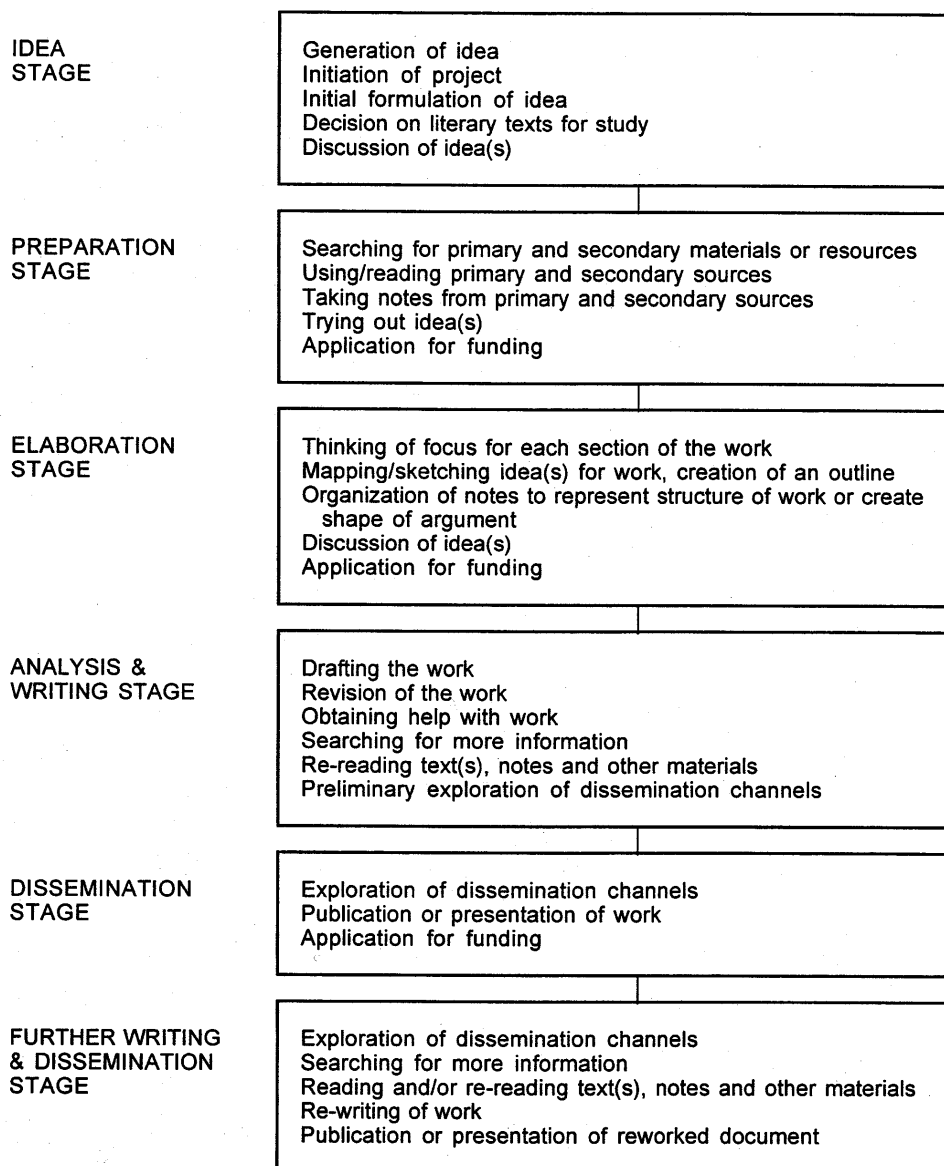 IDEA
STAGE
Generation of idea
Initiation of project
Initial formulation of idea
Decision on literary texts for study
Discussion of idea(s)
PREPARATION
STAGE
Searching for primary and secondary materials or resources
Using/reading primary and secondary sources
Taking notes from primary and secondary sources
Trying out idea(s)
Application for funding
ELABORATION
STAGE
Thinking of focus for each section of the work
Mapping/sketching idea(s) for work, creation of an outline
Organization of notes to represent structure of work or create
shape of argument
Discussion of idea(s)
Application for funding
ANALYSIS &
WRITING STAGE
Drafting the work
Revision of the work
Obtaining help with work
Searching for more information
Re-reading text(s), notes and other materials
Preliminary exploration of dissemination channels
DISSEMINATION
STAGE
Exploration of dissemination channels
Publication or presentation of work
Application for funding
FURTHER WRITING
& DISSEMINATION
STAGE
Exploration of dissemination channels
Searching for more information
Reading and/or re-reading text(s), notes and other materials
Re-writing of work
Publication or presentation of reworked document